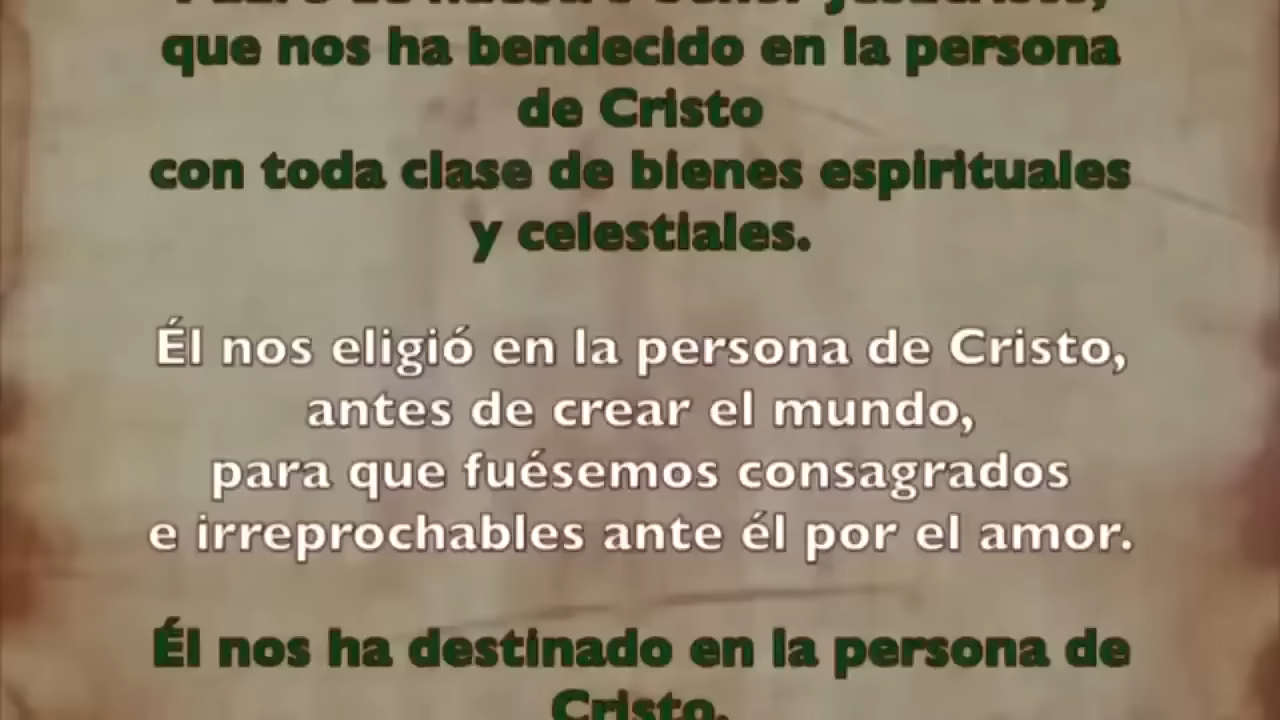 que nos ha bendecido en la persona
de Cristo
con toda clase de bienes espirituales
y celestiales.
Él nos eligió en la persona de Cristo,
antes de crear el mundo,
para que fuésemos consagrados
e irreprochables ante él por el amor.
Él nos ha destinado en la persona de
Cristo,